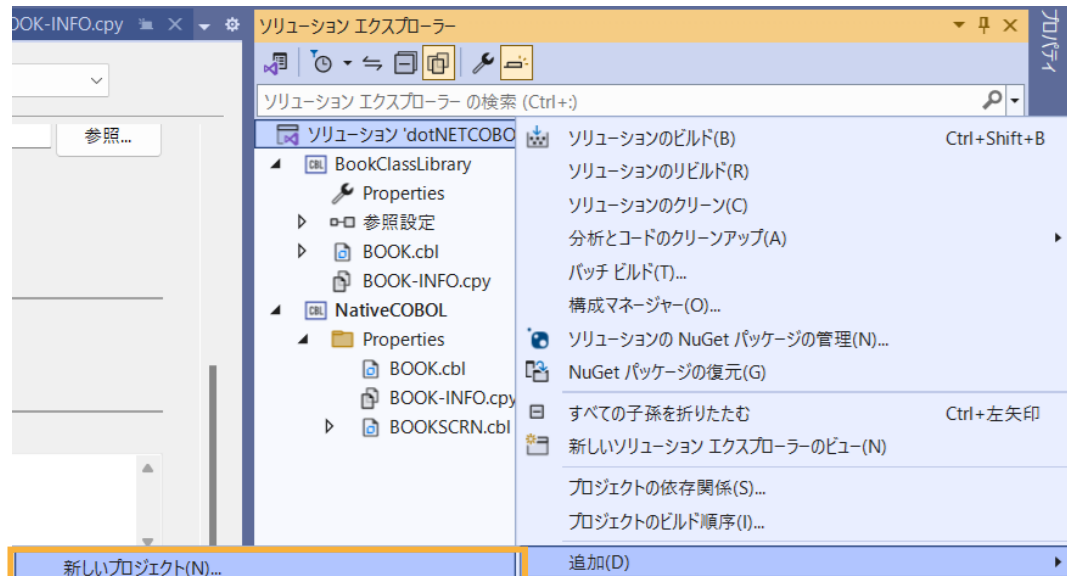 OOK-INFO.cpy
ソリューション エクスプローラー
プロパティ
ソリューション エクスプローラー の検索 (Ctrl+:)
参照...
ソリューション 'dotNETCOBO
BookClassLibrary
Properties
参照設定
BOOK.cbl
BOOK-INFO.cpy
NativeCOBOL
Properties
BOOK.cbl
BOOK-INFO.cpy
BOOKSCRN.cbl
ソリューションのビルド(B) Ctrl+Shift+B
ソリューションのリビルド(R)
ソリューションのクリーン(C)
分析とコードのクリーンアップ(A)
バッチ ビルド(T)...
構成マネージャー(O)...
ソリューションの NuGet パッケージの管理(N)...
NuGet パッケージの復元(G)
すべての子孫を折りたたむ Ctrl+左矢印
新しいソリューション エクスプローラーのビュー(N)
プロジェクトの依存関係(S)...
プロジェクトのビルド順序(I)...
追加(D)
新しいプロジェクト(N)...